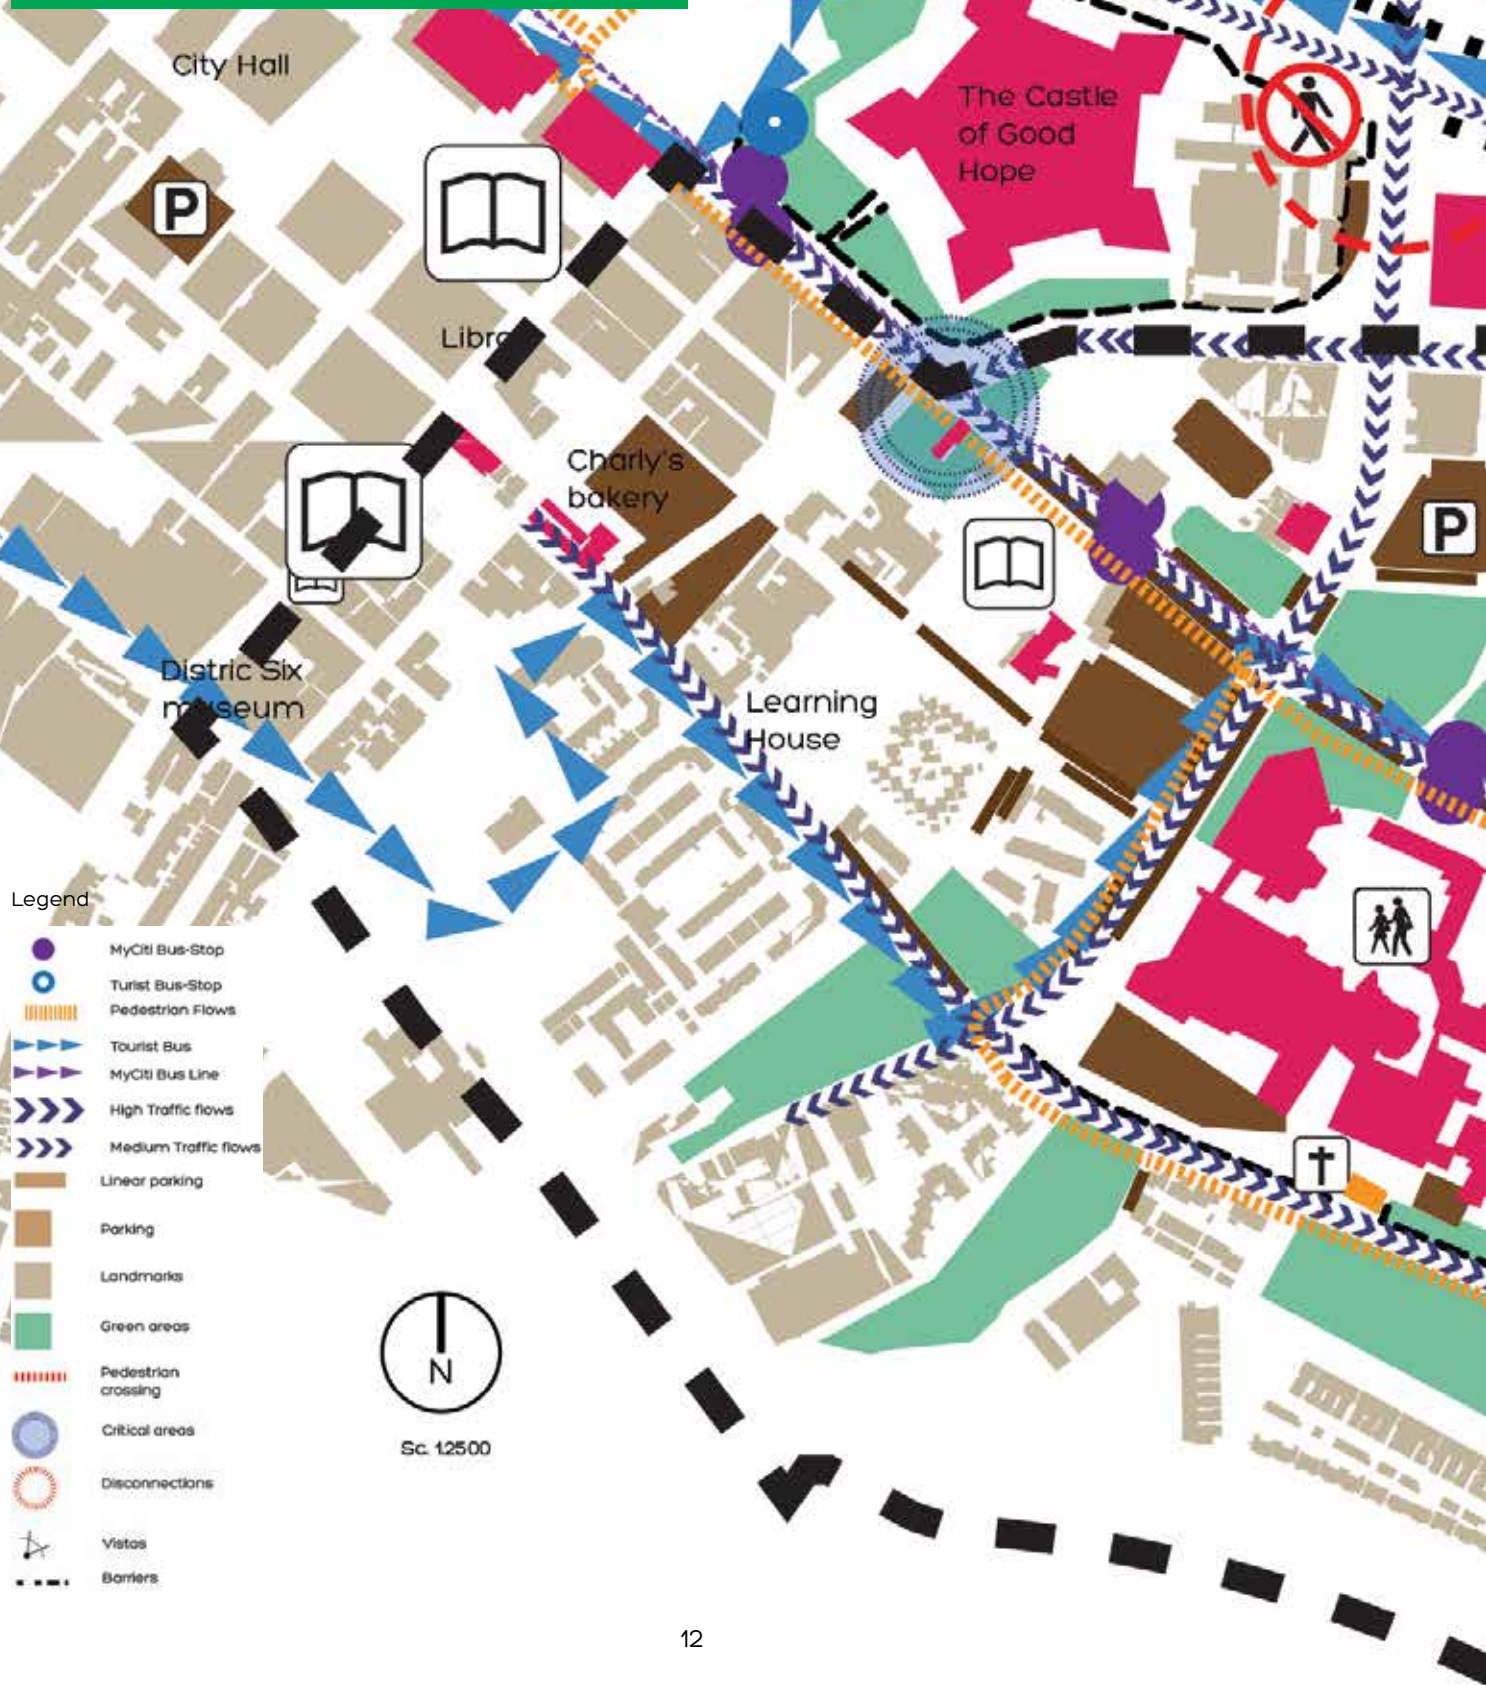 City Hall
The Castle
of Good
Hope
P
Libra
Charly's
bakery
P
Distric Six
museum
Learning
House
Legend
MyCiti Bus-Stop
Turist Bus-Stop
Pedestrian Flows
Tourist Bus
MyCiti Bus Line
High Traffic flows
Medium Traffic flows
Linear parking
Parking
Landmarks
Green areas
Pedestrian
crossing
Critical areas
Disconnections
Vistas
Barriers
N
Sc. 1:2500
12